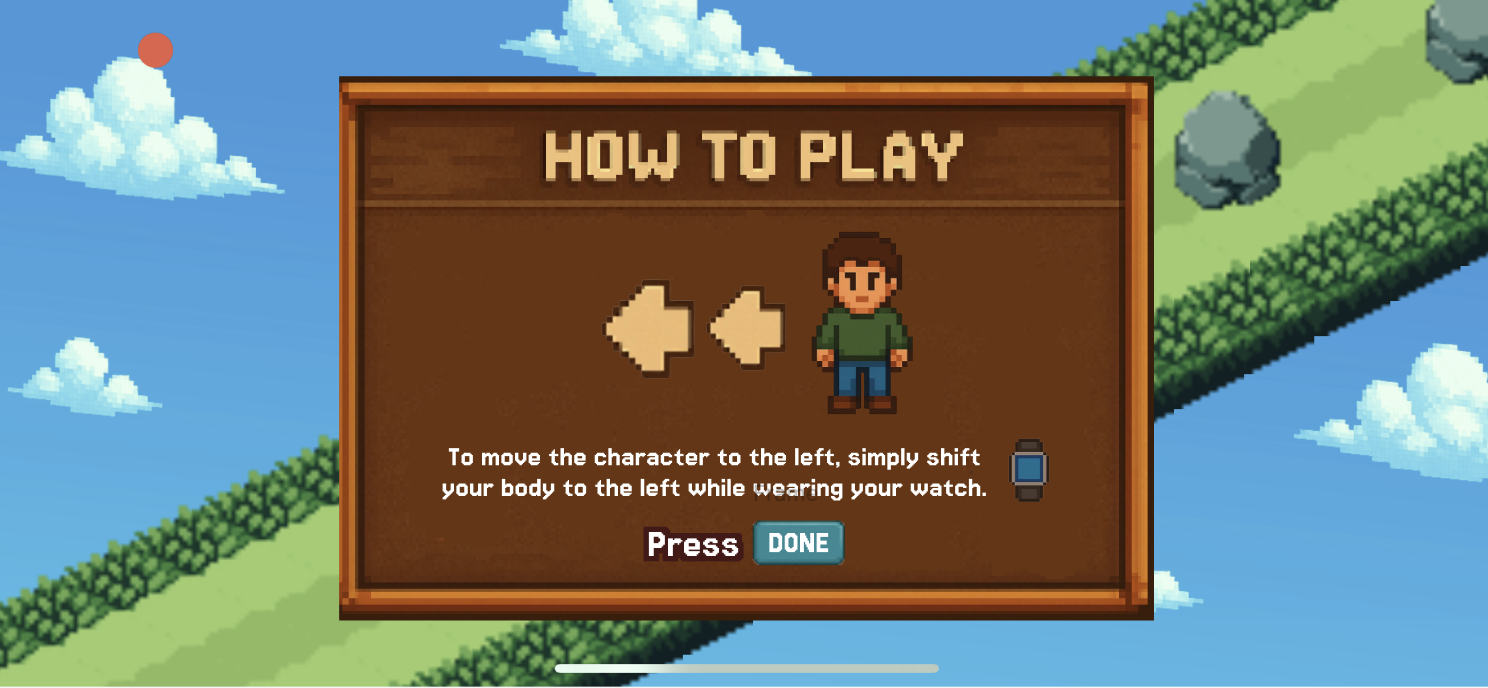 HOW TO PLAY
To move the character to the left, simply shift
your body to the left while wearing your watch.
Press DONE